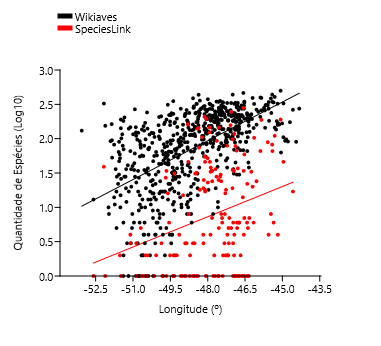 Wikiaves
SpeciesLink
Quantidade de Espécies (Log10)
3.0
2.5
2.0
1.5
1.0
0.5
0.0
-52.5 -51.0 -49.5 -48.0 -46.5 -45.0 -43.5
Longitude (º)